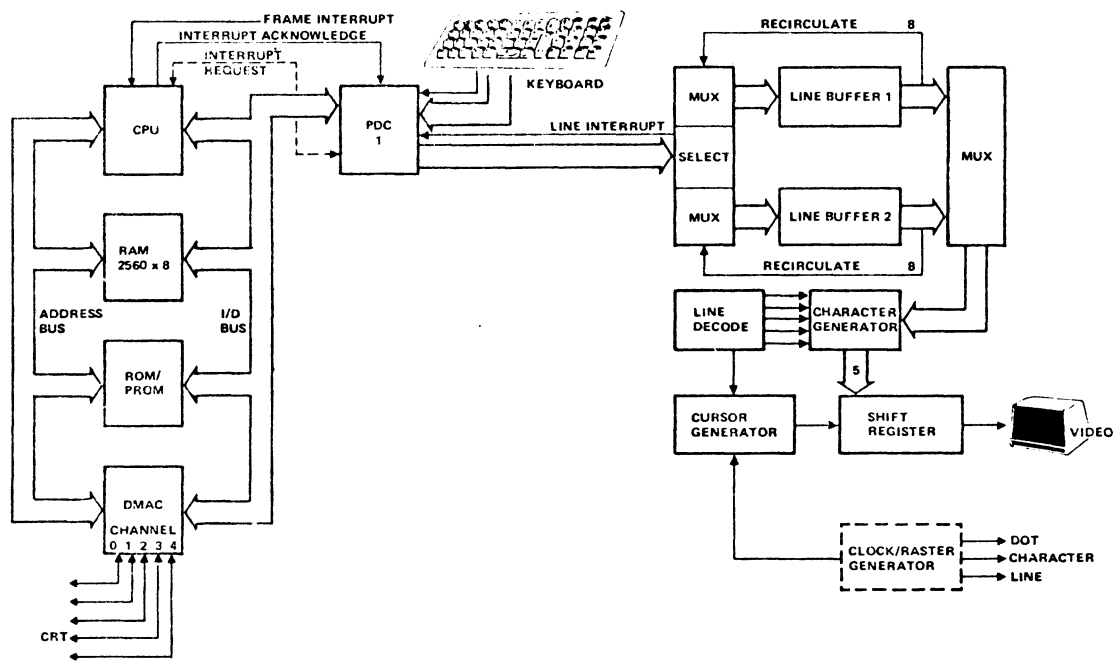 FRAME INTERRUPT
INTERRUPT ACKNOWLEDGE
INTERRUPT
REQUEST
KEYBOARD
CPU
PDC
1
LINE INTERRUPT
RECIRCULATE 8
MUX
LINE BUFFER 1
SELECT
MUX
MUX
LINE BUFFER 2
RECIRCULATE 8
RAM
2560 x 8
ADDRESS
BUS
I/D
BUS
ROM/
PROM
DMAC
CHANNEL
0 1 2 3 4
CRT
LINE
DECODE
CHARACTER
GENERATOR
5
CURSOR
GENERATOR
SHIFT
REGISTER
VIDEO
CLOCK/RASTER
GENERATOR
DOT
CHARACTER
LINE